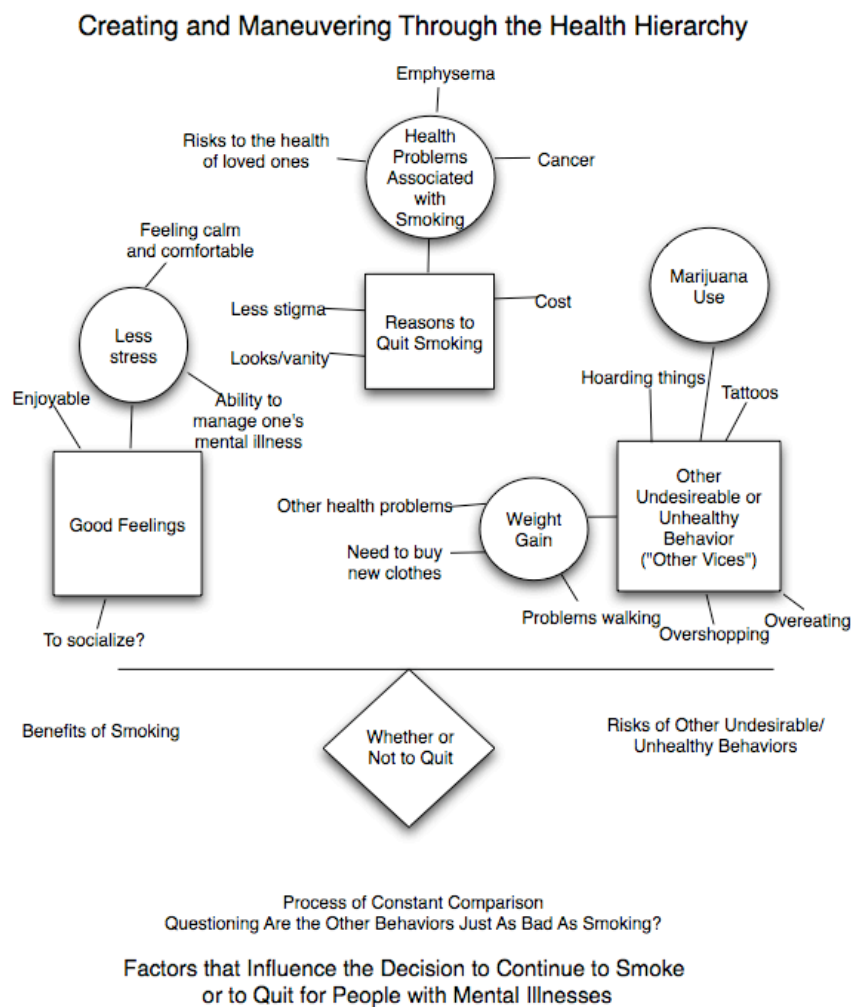 Creating and Maneuvering Through the Health Hierarchy
Emphysema
Risks to the health
of loved ones
Health
Problems
Associated
with
Smoking
Cancer
Feeling calm
and comfortable
Less
stress
Enjoyable
Ability to
manage one's
mental illness
Good Feelings
To socialize?
Less stigma
Looks/vanity
Reasons to
Quit Smoking
Cost
Marijuana
Use
Hoarding things
Tattoos
Other
Undesireable or
Unhealthy
Behavior
("Other Vices")
Other health problems
Weight
Gain
Need to buy
new clothes
Problems walking
Overshopping
Overeating
Benefits of Smoking
Whether or
Not to Quit
Risks of Other Undesirable/
Unhealthy Behaviors
Process of Constant Comparison
Questioning Are the Other Behaviors Just As Bad As Smoking?
Factors that Influence the Decision to Continue to Smoke
or to Quit for People with Mental Illnesses